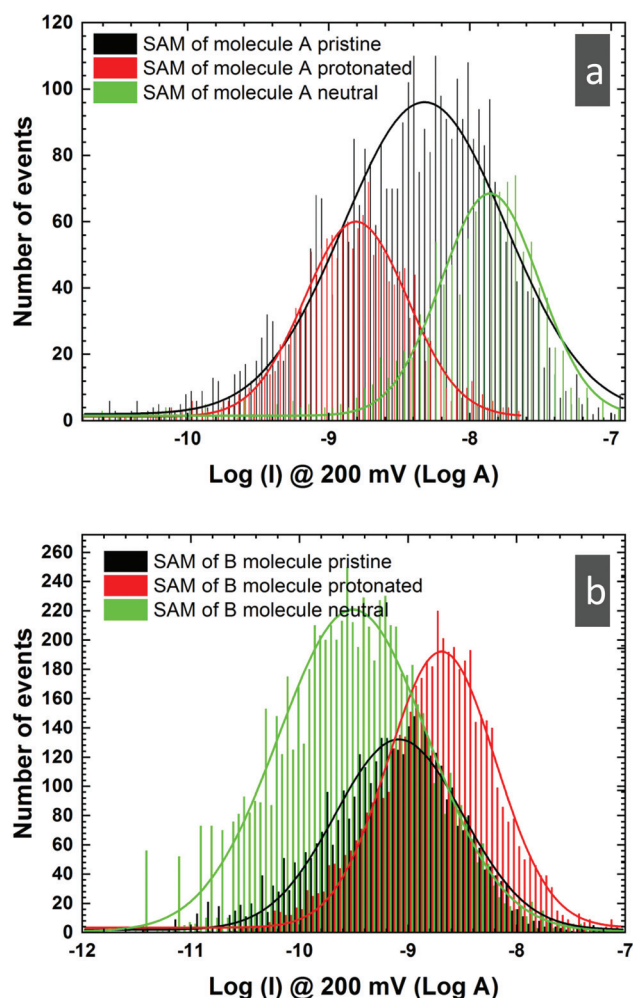 120
100
80
60
40
20
0
Number of events
SAM of molecule A pristine
SAM of molecule A protonated
SAM of molecule A neutral
a
-10 -9 -8 -7
Log (I) @ 200 mV (Log A)
260
240
220
200
180
160
140
120
100
80
60
40
20
0
Number of events
SAM of B molecule pristine
SAM of B molecule protonated
SAM of B molecule neutral
b
-12 -11 -10 -9 -8 -7
Log (I) @ 200 mV (Log A)